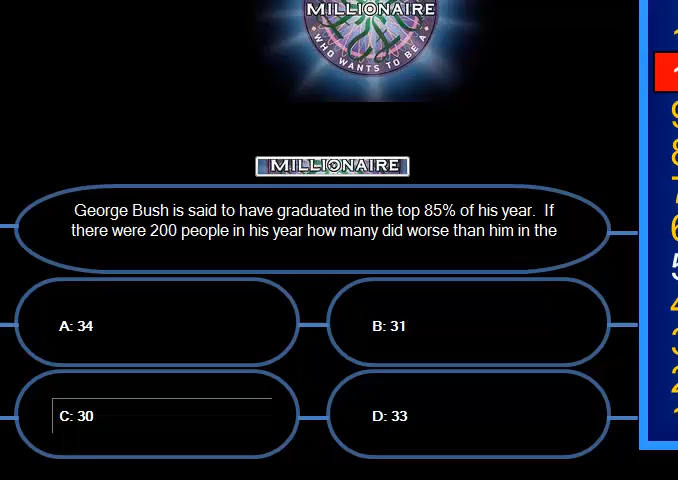 MILLIONAIRE
WHO WANTS TO BE A
MILLIONAIRE
George Bush is said to have graduated in the top 85% of his year. If
there were 200 people in his year how many did worse than him in the
A: 34
B: 31
C: 30
D: 33